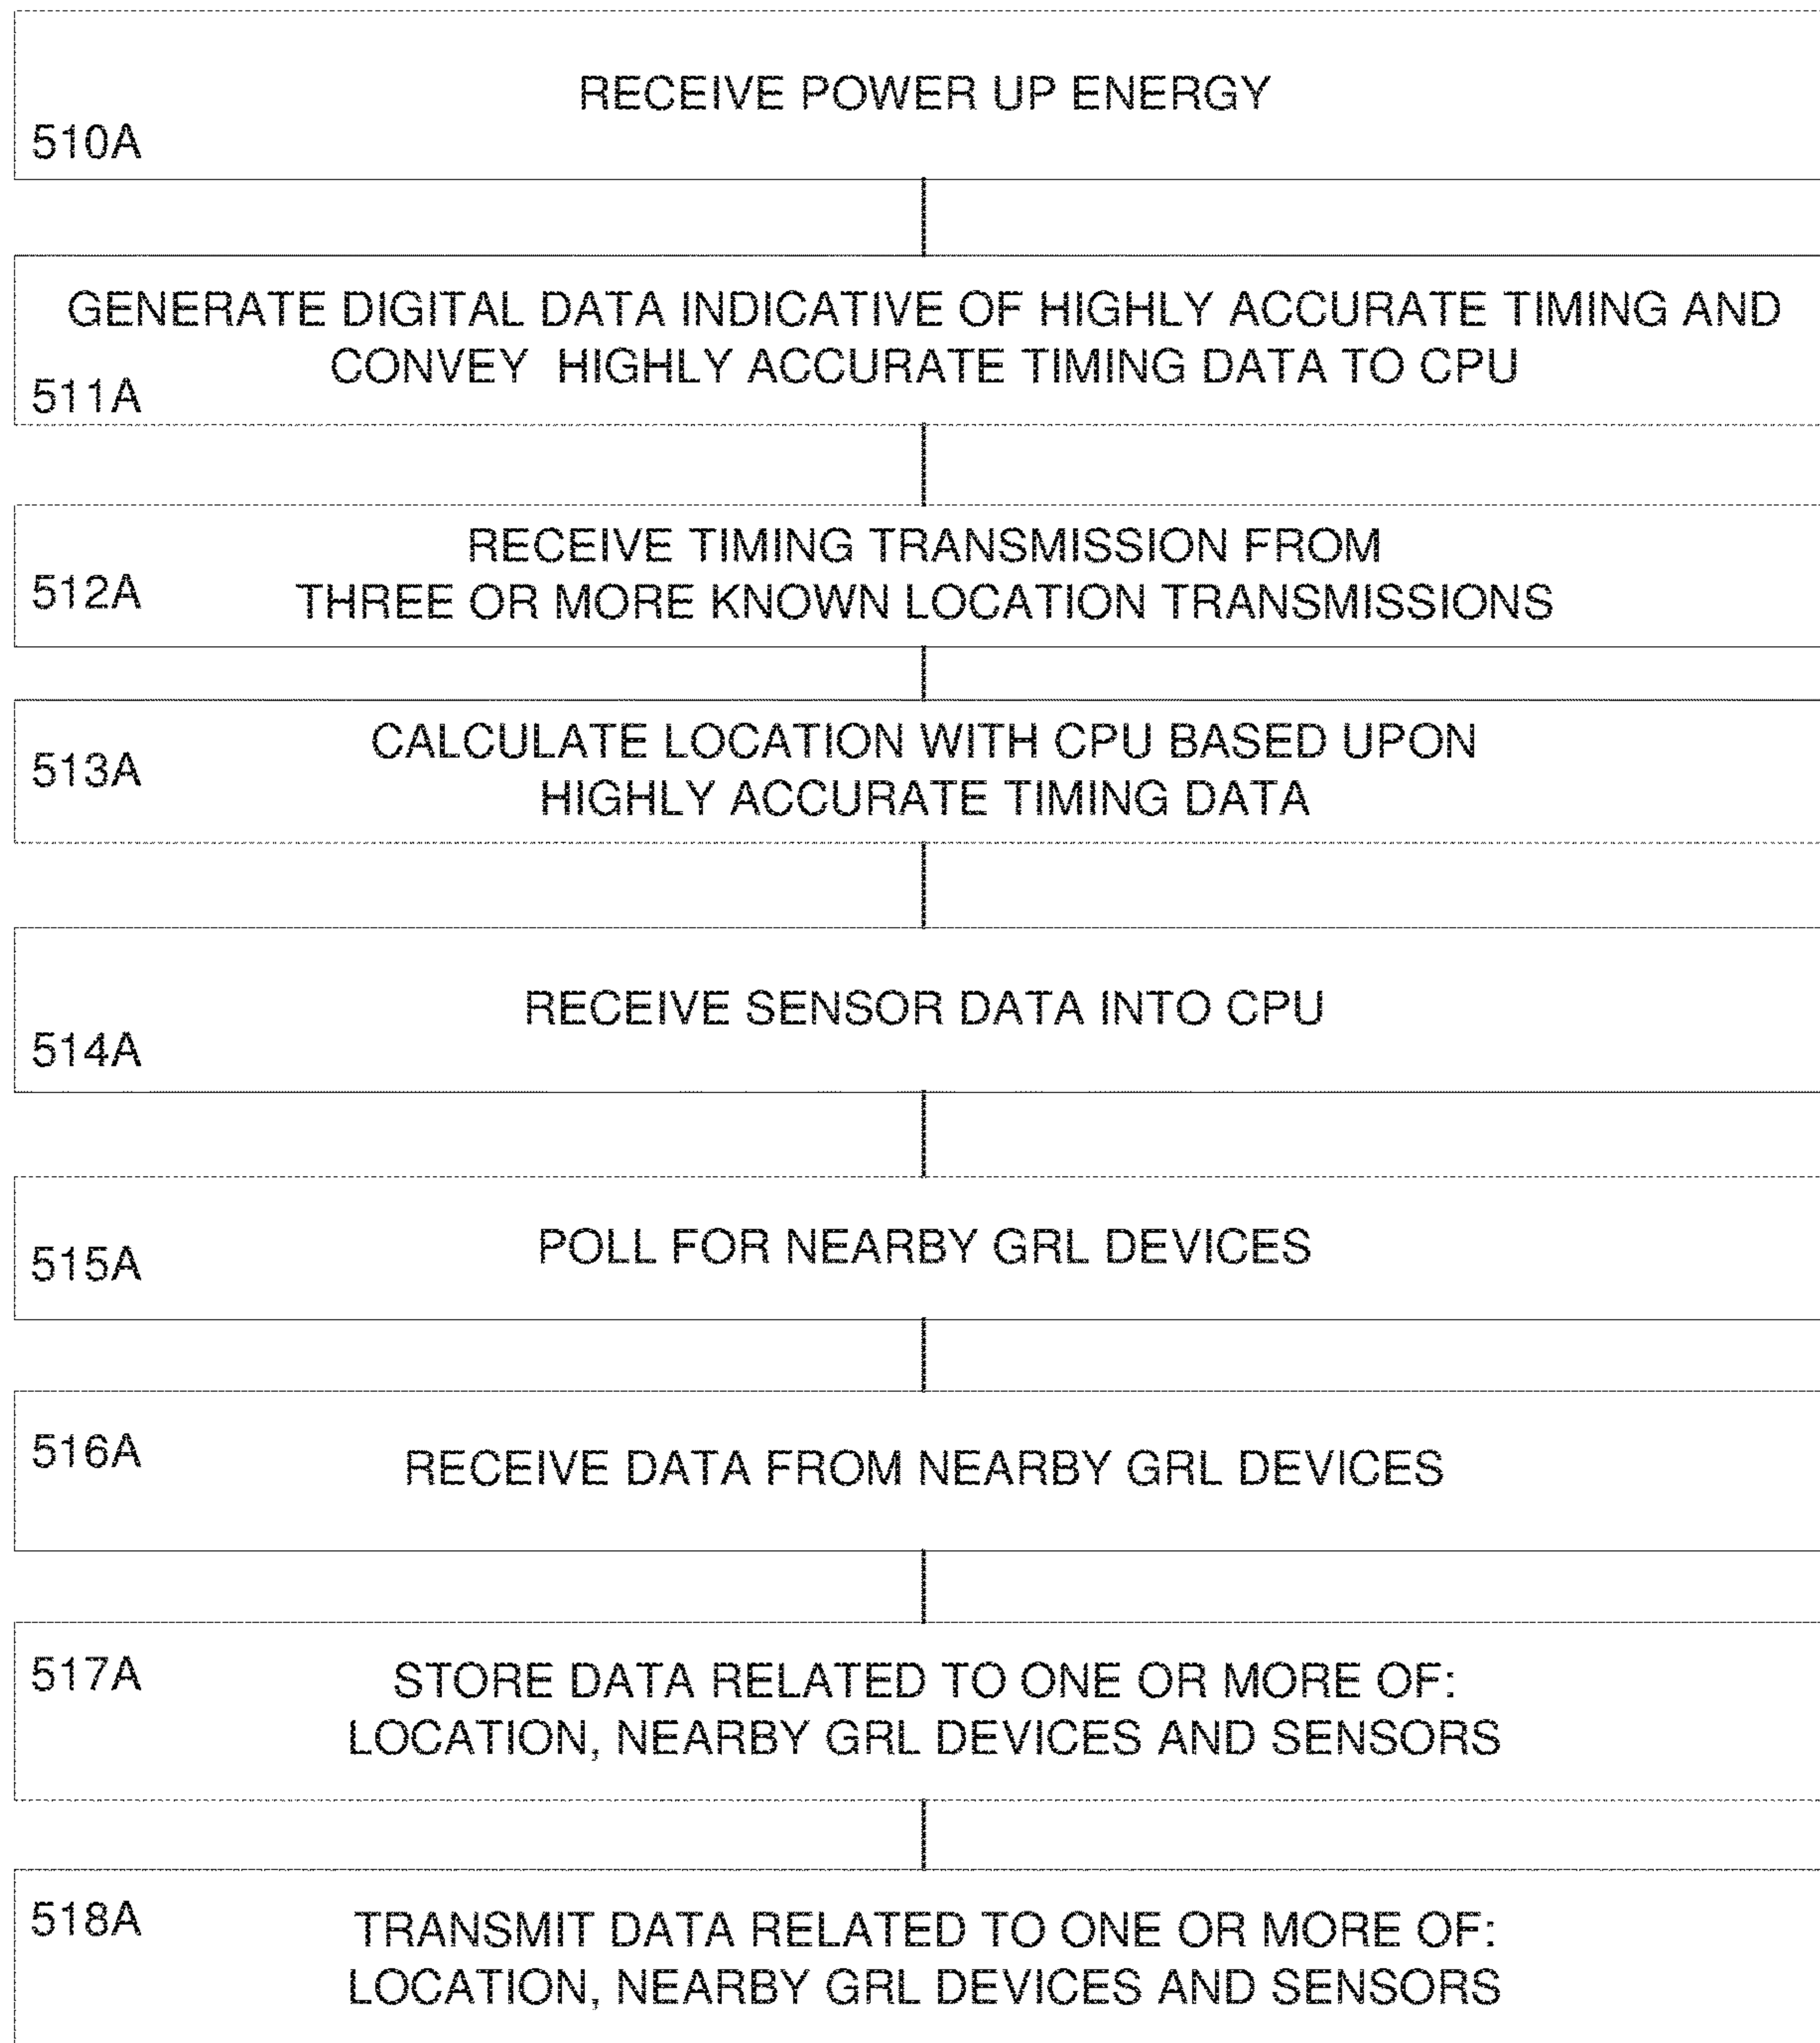 RECEIVE POWER UP ENERGY
510A
GENERATE DIGITAL DATA INDICATIVE OF HIGHLY ACCURATE TIMING AND
CONVEY HIGHLY ACCURATE TIMING DATA TO CPU
511A
RECEIVE TIMING TRANSMISSION FROM
512A
THREE OR MORE KNOWN LOCATION TRANSMISSIONS
CALCULATE LOCATION WITH CPU BASED UPON
513A
HIGHLY ACCURATE TIMING DATA
RECEIVE SENSOR DATA INTO CPU
514A
POLL FOR NEARBY GRL DEVICES
515A
516A
RECEIVE DATA FROM NEARBY GRL DEVICES
517A
STORE DATA RELATED TO ONE OR MORE OF:
LOCATION, NEARBY GRL DEVICES AND SENSORS
518A
TRANSMIT DATA RELATED TO ONE OR MORE OF:
LOCATION, NEARBY GRL DEVICES AND SENSORS